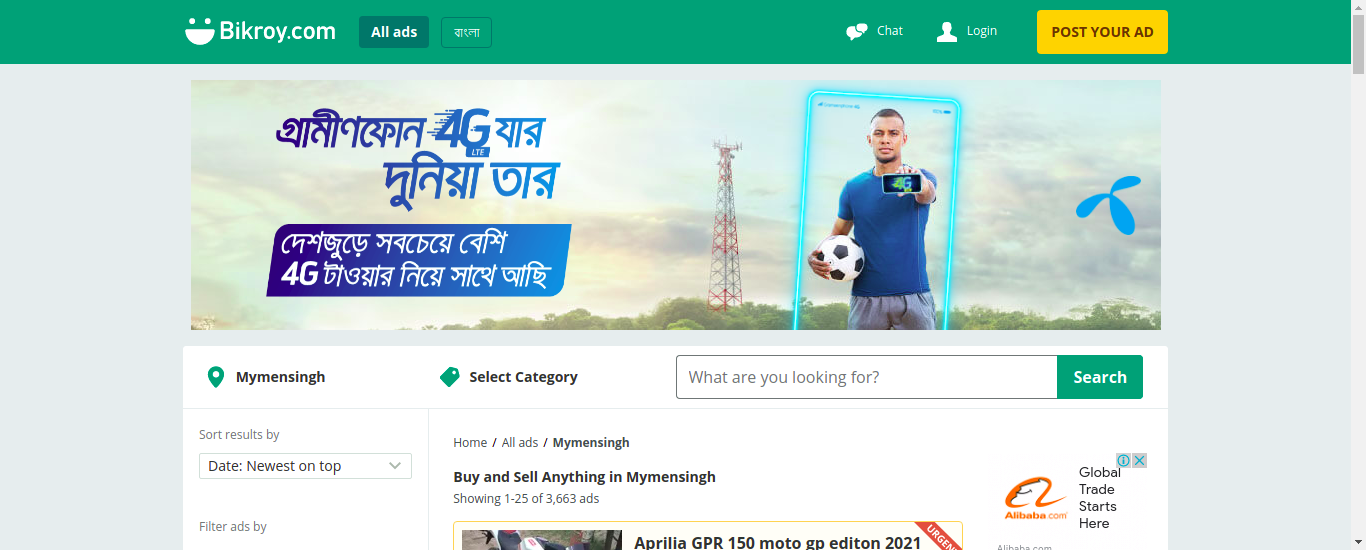 Bikroy.com
All ads
বাংলা
Chat
Login
POST YOUR AD
গ্রামীণফোন 4G যার
LTE
দুনিয়া তার
দেশজুড়ে সবচেয়ে বেশি
4G টাওয়ার নিয়ে সাথে আছি
4G
Mymensingh
Select Category
What are you looking for?
Search
Sort results by
Date: Newest on top
Filter ads by
Home / All ads / Mymensingh
Buy and Sell Anything in Mymensingh
Showing 1-25 of 3,663 ads
Aprilia GPR 150 moto gp editon 2021
URGENT
Alibaba.com
Global
Trade
Starts
Here
Alibaba.com